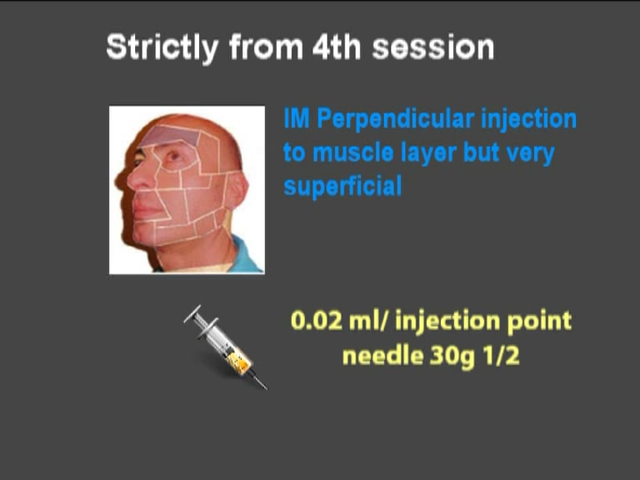 Strictly from 4th session
IM Perpendicular injection
to muscle layer but very
superficial
0.02 ml/ injection point
needle 30g 1/2